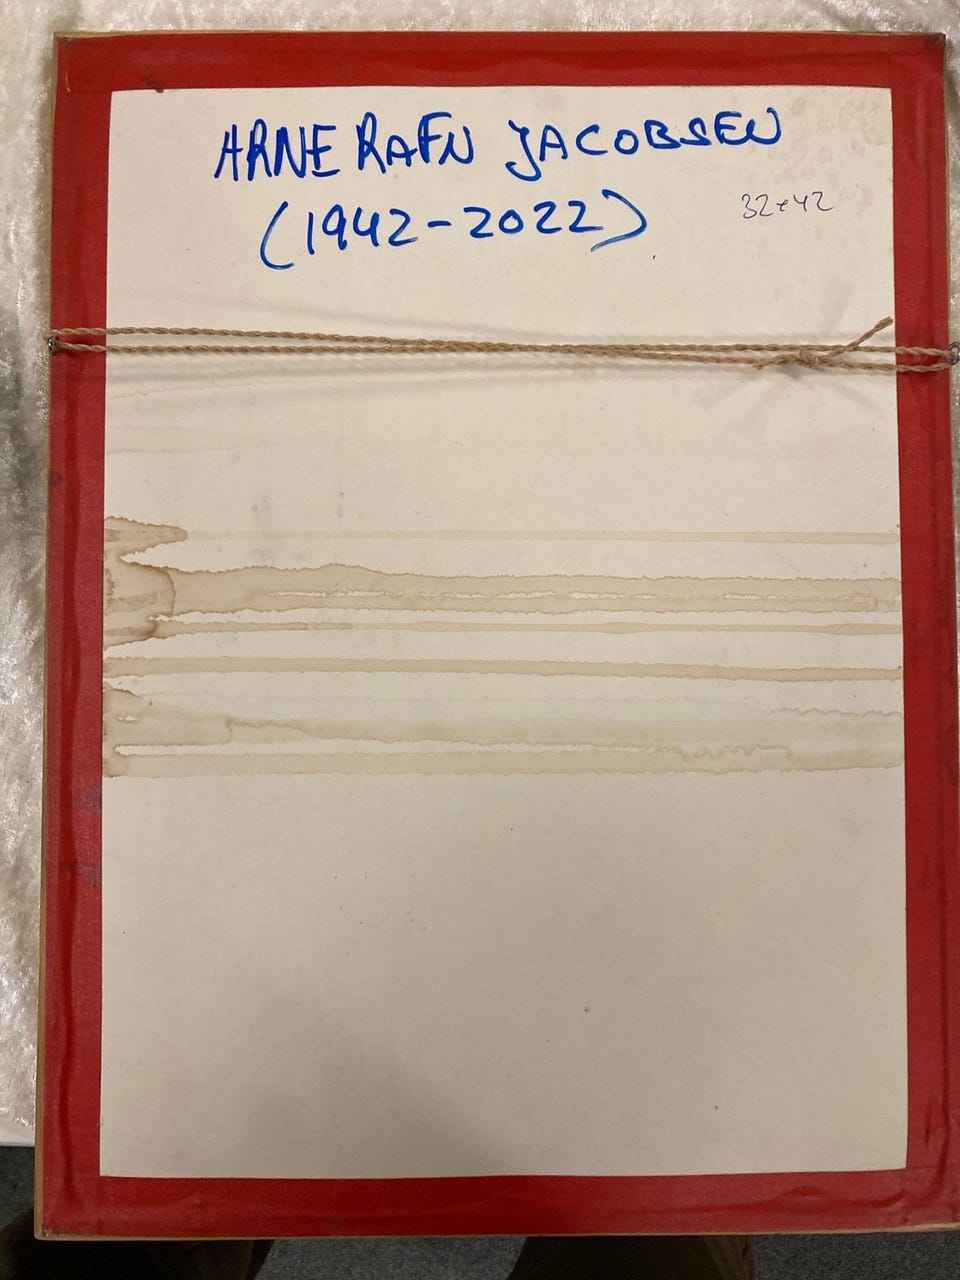 ARNE RAFN JACOBSEN
(1942-2022)
32x42